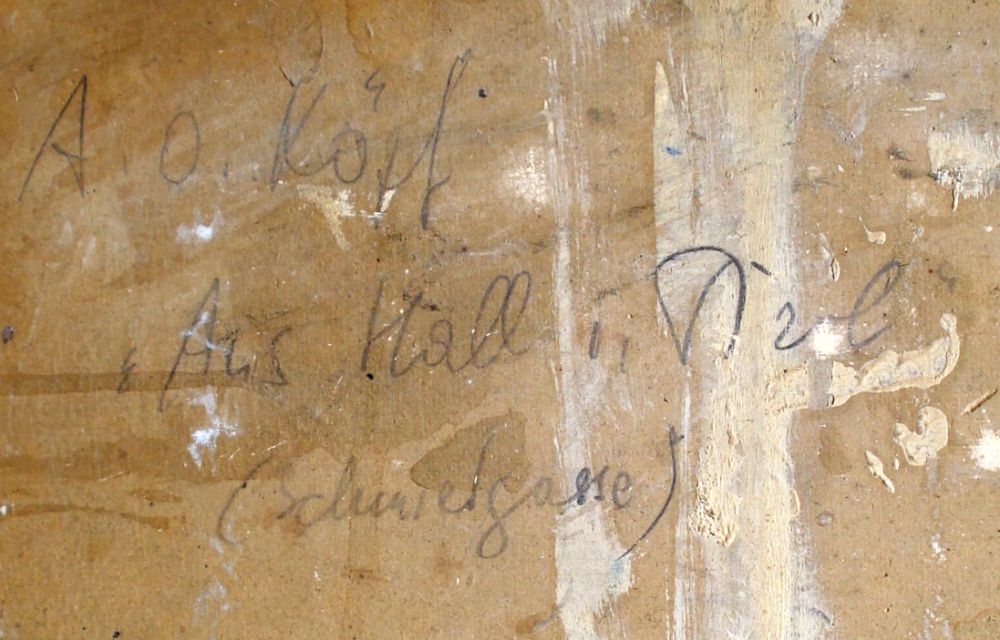 A. O. Köpf
„Aus Hall i. Tirol“
(Schmiedgasse)